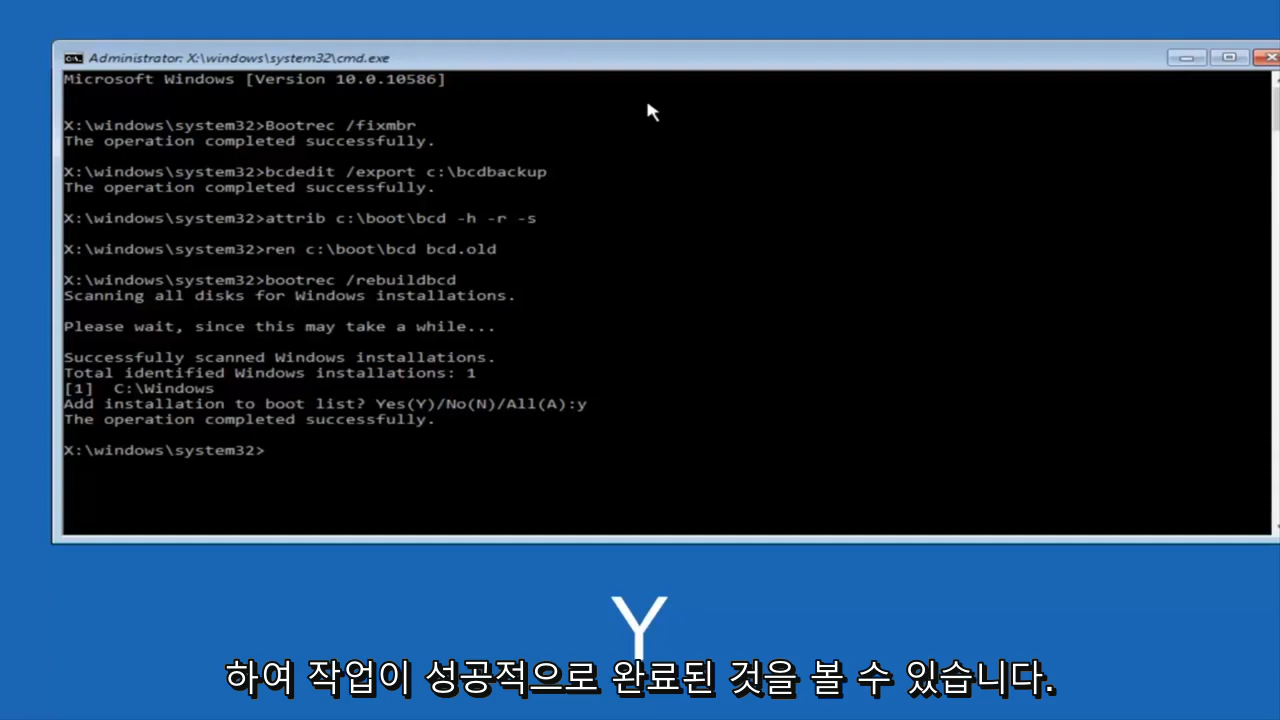 Administrator: X:\windows\system32\cmd.exe
Microsoft Windows [Version 10.0.10586]
X:\windows\system32>Bootrec /fixmbr
The operation completed successfully.
X:\windows\system32>bcdedit /export c:\bcdbackup
The operation completed successfully.
X:\windows\system32>attrib c:\boot\bcd -h -r -s
X:\windows\system32>ren c:\boot\bcd bcd.old
X:\windows\system32>bootrec /rebuildbcd
Scanning all disks for Windows installations.
Please wait, since this may take a while...
Successfully scanned Windows installations.
Total identified Windows installations: 1
[1]  C:\Windows
Add installation to boot list? Yes(Y)/No(N)/All(A):y
The operation completed successfully.
X:\windows\system32>
Y
하여 작업이 성공적으로 완료된 것을 볼 수 있습니다.